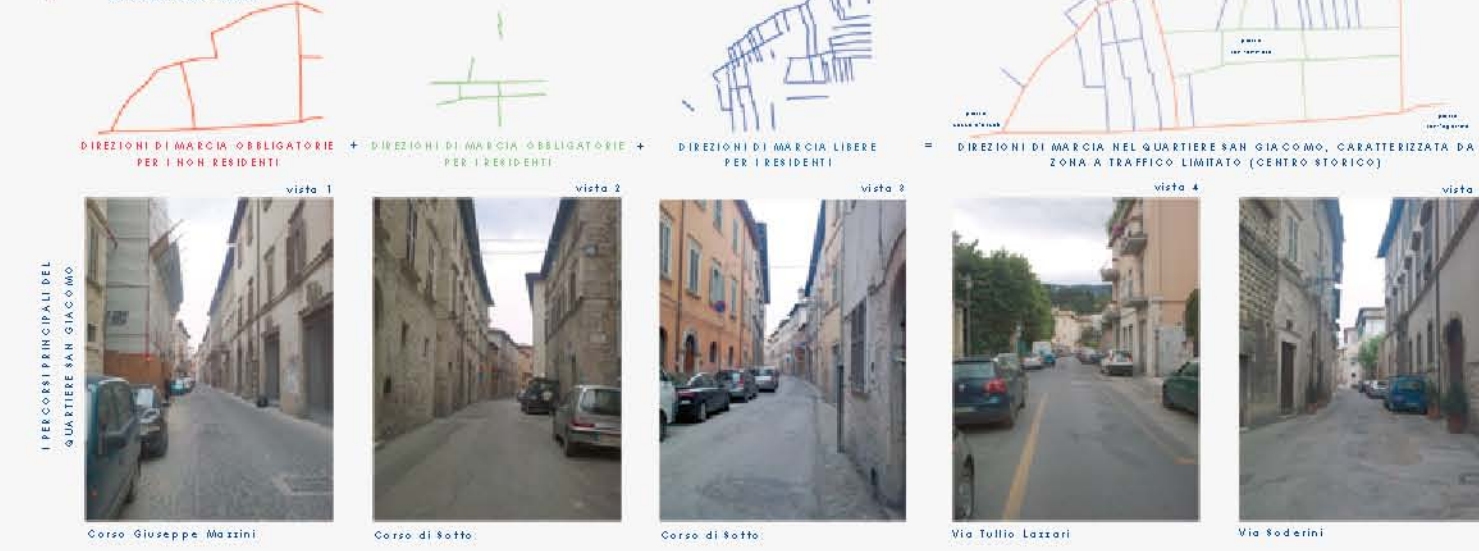 DIREZIONI DI MARCIA OBBLIGATORIE
PER I NON RESIDENTI
+
DIREZIONI DI MARCIA OBBLIGATORIE
PER I RESIDENTI
+
DIREZIONI DI MARCIA LIBERE
PER I RESIDENTI
=
DIREZIONI DI MARCIA NEL QUARTIERE SAN GIACOMO, CARATTERIZZATA DA
ZONA A TRAFFICO LIMITATO (CENTRO STORICO)
vista 1
vista 2
vista 3
vista 4
vista
I PERCORSI PRINCIPALI DEL
QUARTIERE SAN GIACOMO
Corso Giuseppe Mazzini
Corso di Sotto
Corso di Sotto
Via Tullio Lazzari
Via Soderini